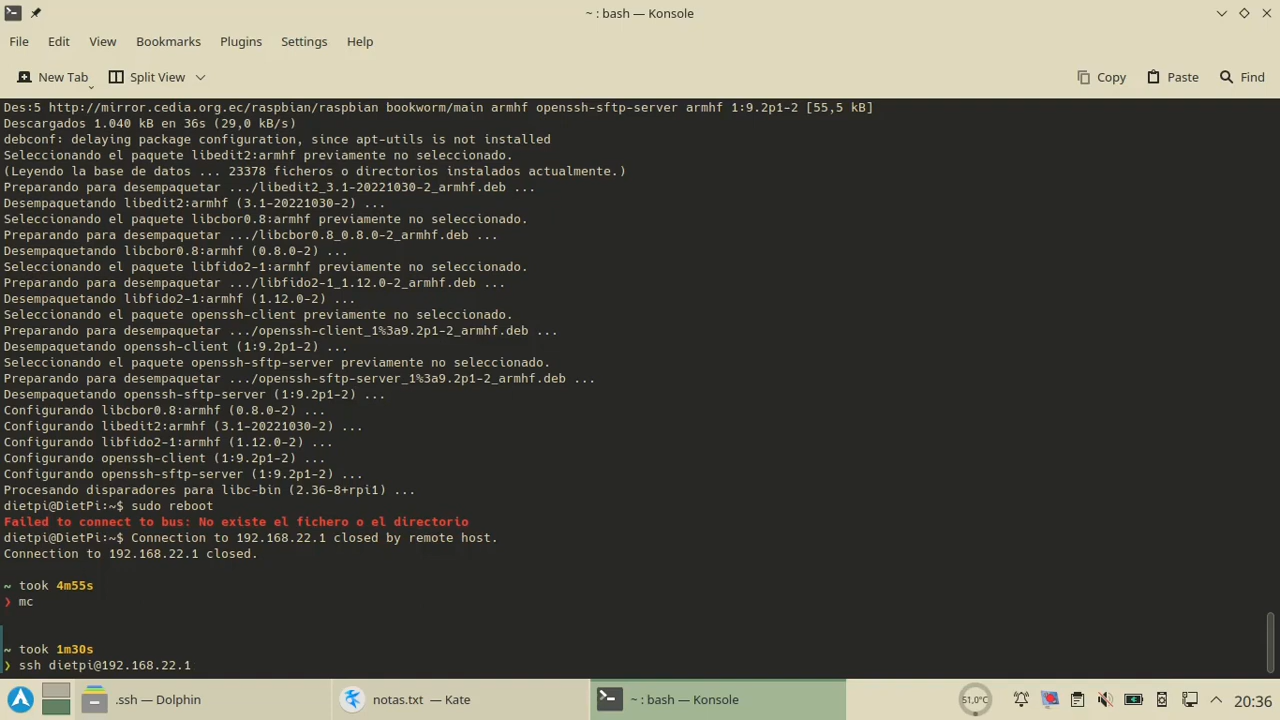 ~ : bash — Konsole
File Edit View Bookmarks Plugins Settings Help
New Tab Split View Copy Paste Find
Des:5 http://mirror.cedia.org.ec/raspbian/raspbian bookworm/main armhf openssh-sftp-server armhf 1:9.2p1-2 [55,5 kB]
Descargados 1.040 kB en 36s (29,0 kB/s)
debconf: delaying package configuration, since apt-utils is not installed
Seleccionando el paquete libedit2:armhf previamente no seleccionado.
(Leyendo la base de datos ... 23378 ficheros o directorios instalados actualmente.)
Preparando para desempaquetar .../libedit2_3.1-20221030-2_armhf.deb ...
Desempaquetando libedit2:armhf (3.1-20221030-2) ...
Seleccionando el paquete libcbor0.8:armhf previamente no seleccionado.
Preparando para desempaquetar .../libcbor0.8_0.8.0-2_armhf.deb ...
Desempaquetando libcbor0.8:armhf (0.8.0-2) ...
Seleccionando el paquete libfido2-1:armhf previamente no seleccionado.
Preparando para desempaquetar .../libfido2-1_1.12.0-2_armhf.deb ...
Desempaquetando libfido2-1:armhf (1.12.0-2) ...
Seleccionando el paquete openssh-client previamente no seleccionado.
Preparando para desempaquetar .../openssh-client_1%3a9.2p1-2_armhf.deb ...
Desempaquetando openssh-client (1:9.2p1-2) ...
Seleccionando el paquete openssh-sftp-server previamente no seleccionado.
Preparando para desempaquetar .../openssh-sftp-server_1%3a9.2p1-2_armhf.deb ...
Desempaquetando openssh-sftp-server (1:9.2p1-2) ...
Configurando libcbor0.8:armhf (0.8.0-2) ...
Configurando libedit2:armhf (3.1-20221030-2) ...
Configurando libfido2-1:armhf (1.12.0-2) ...
Configurando openssh-client (1:9.2p1-2) ...
Configurando openssh-sftp-server (1:9.2p1-2) ...
Procesando disparadores para libc-bin (2.36-8+rpi1) ...
dietpi@DietPi:~$ sudo reboot
Failed to connect to bus: No existe el fichero o el directorio
dietpi@DietPi:~$ Connection to 192.168.22.1 closed by remote host.
Connection to 192.168.22.1 closed.
~ took 4m55s
❯ mc
~ took 1m30s
❯ ssh dietpi@192.168.22.1
.ssh — Dolphin notas.txt — Kate ~ : bash — Konsole 51,0°C 20:36